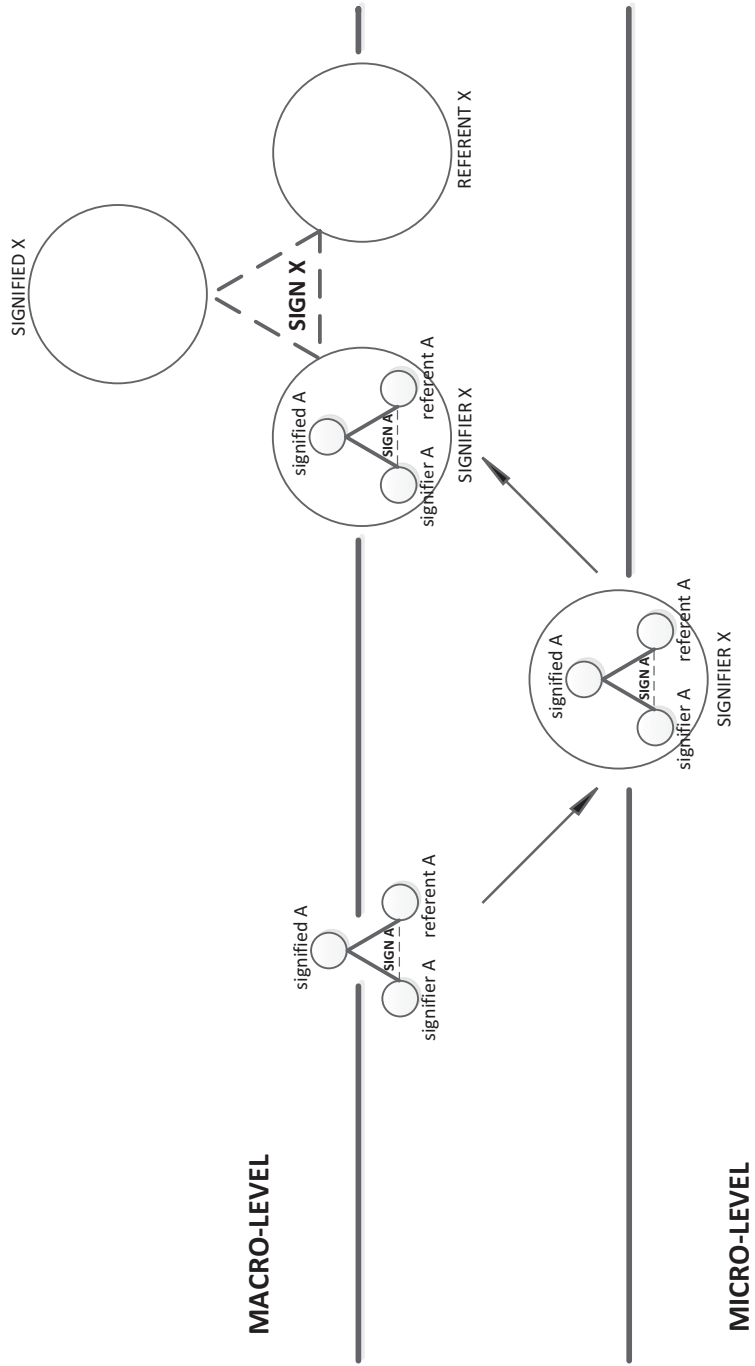 MACRO-LEVEL
signified A
SIGN A
signifier A
referent A
SIGNIFIED X
SIGN X
signified A
SIGN A
signifier A
referent A
SIGNIFIER X
REFERENT X
signified A
SIGN A
signifier A
referent A
SIGNIFIER X
MICRO-LEVEL